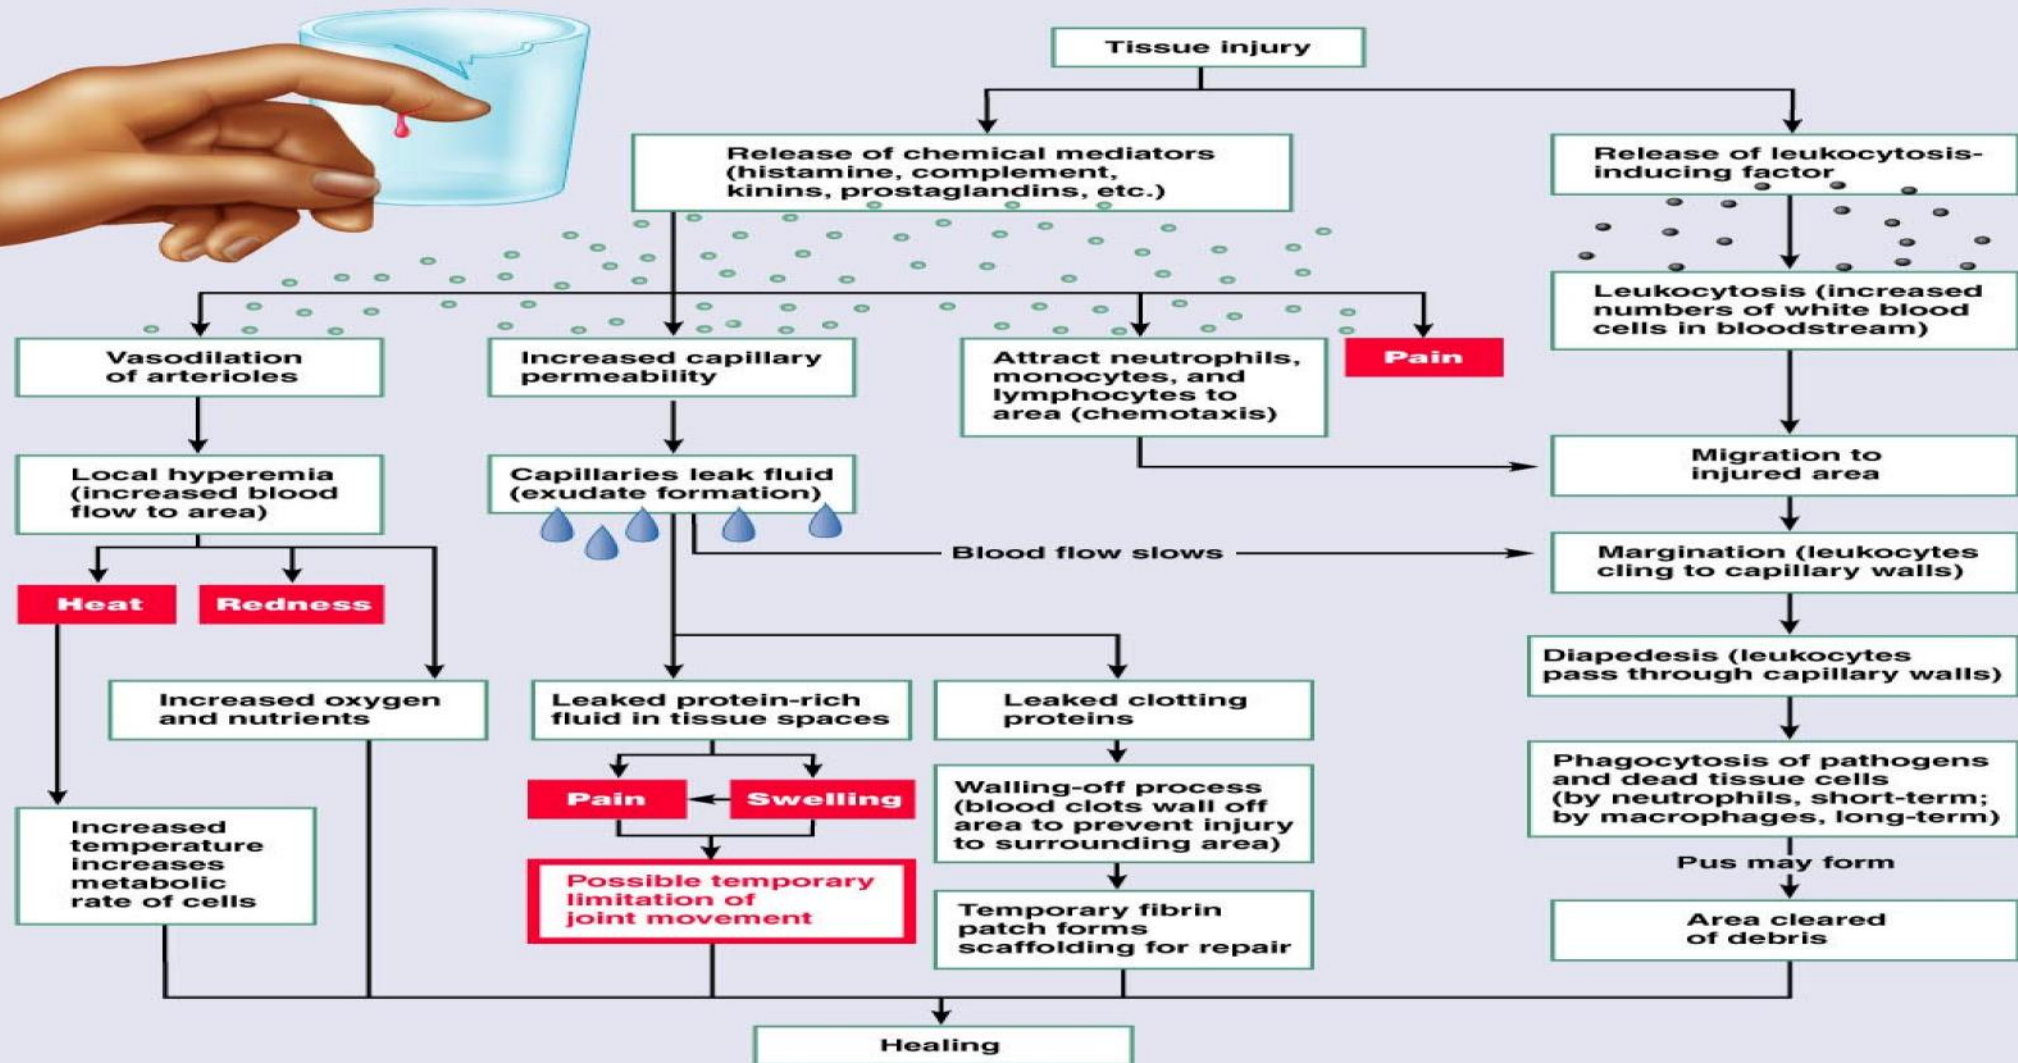 Tissue injury
Release of chemical mediators
(histamine, complement,
kinins, prostaglandins, etc.)
Release of leukocytosis-
inducing factor
Leukocytosis (increased
numbers of white blood
cells in bloodstream)
Vasodilation
of arterioles
Increased capillary
permeability
Attract neutrophils,
monocytes, and
lymphocytes to
area (chemotaxis)
Pain
Local hyperemia
(increased blood
flow to area)
Capillaries leak fluid
(exudate formation)
Migration to
injured area
Blood flow slows
Margination (leukocytes
cling to capillary walls)
Heat
Redness
Diapedesis (leukocytes
pass through capillary walls)
Increased oxygen
and nutrients
Leaked protein-rich
fluid in tissue spaces
Leaked clotting
proteins
Phagocytosis of pathogens
and dead tissue cells
(by neutrophils, short-term;
by macrophages, long-term)
Pain
Swelling
Walling-off process
(blood clots wall off
area to prevent injury
to surrounding area)
Increased
temperature
increases
metabolic
rate of cells
Pus may form
Possible temporary
limitation of
joint movement
Temporary fibrin
patch forms
scaffolding for repair
Area cleared
of debris
Healing